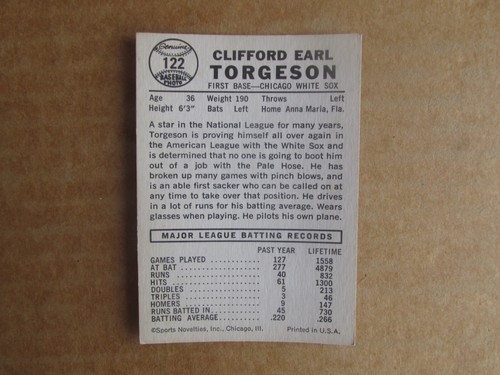 Genuine
122
BASEBALL
PHOTO
CLIFFORD EARL
TORGESON
FIRST BASE—CHICAGO WHITE SOX
Age 36 Weight 190 Throws Left
Height 6'3" Bats Left Home Anna Maria, Fla.
A star in the National League for many years,
Torgeson is proving himself all over again in
the American League with the White Sox and
is determined that no one is going to boot him
out of a job with the Pale Hose. He has
broken up many games with pinch blows, and
is an able first sacker who can be called on at
any time to take over that position. He drives
in a lot of runs for his batting average. Wears
glasses when playing. He pilots his own plane.
MAJOR LEAGUE BATTING RECORDS
PAST YEAR LIFETIME
GAMES PLAYED ........... 127 1558
AT BAT .................. 277 4879
RUNS .................... 40 832
HITS .................... 61 1300
DOUBLES ................. 5 213
TRIPLES ................. 3 46
HOMERS .................. 9 147
RUNS BATTED IN........... 45 730
BATTING AVERAGE.......... .220 .266
©Sports Novelties, Inc., Chicago, Ill. Printed in U.S.A.